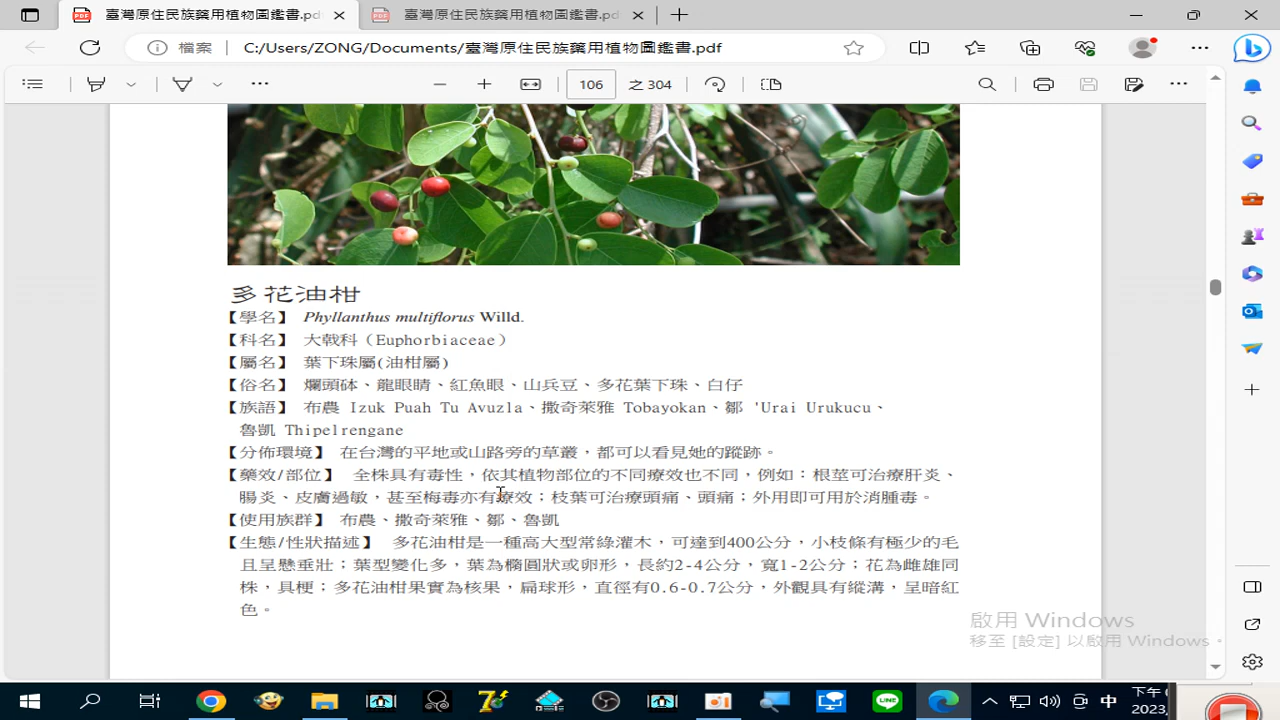 臺灣原住民族藥用植物圖鑑書.pdf
臺灣原住民族藥用植物圖鑑書.pdf
檔案 C:/Users/ZONG/Documents/臺灣原住民族藥用植物圖鑑書.pdf
106 之 304
多花油柑
【學名】 Phyllanthus multiflorus Willd.
【科名】 大戟科（Euphorbiaceae）
【屬名】 葉下珠屬(油柑屬)
【俗名】 爛頭砵、龍眼睛、紅魚眼、山兵豆、多花葉下珠、白仔
【族語】 布農 Izuk Puah Tu Avuzla、撒奇萊雅 Tobayokan、鄒 'Urai Urukucu、
魯凱 Thipelrengane
【分佈環境】 在台灣的平地或山路旁的草叢，都可以看見她的蹤跡。
【藥效/部位】 全株具有毒性，依其植物部位的不同療效也不同，例如：根莖可治療肝炎、
腸炎、皮膚過敏，甚至梅毒亦有療效；枝葉可治療頭痛、頭痛；外用即可用於消腫毒。
【使用族群】 布農、撒奇萊雅、鄒、魯凱
【生態/性狀描述】 多花油柑是一種高大型常綠灌木，可達到400公分，小枝條有極少的毛
且呈懸垂壯；葉型變化多，葉為橢圓狀或卵形，長約2-4公分，寬1-2公分；花為雌雄同
株，具梗；多花油柑果實為核果，扁球形，直徑有0.6-0.7公分，外觀具有縱溝，呈暗紅
色。
啟用 Windows
移至 [設定] 以啟用 Windows。
中
下午
2023,